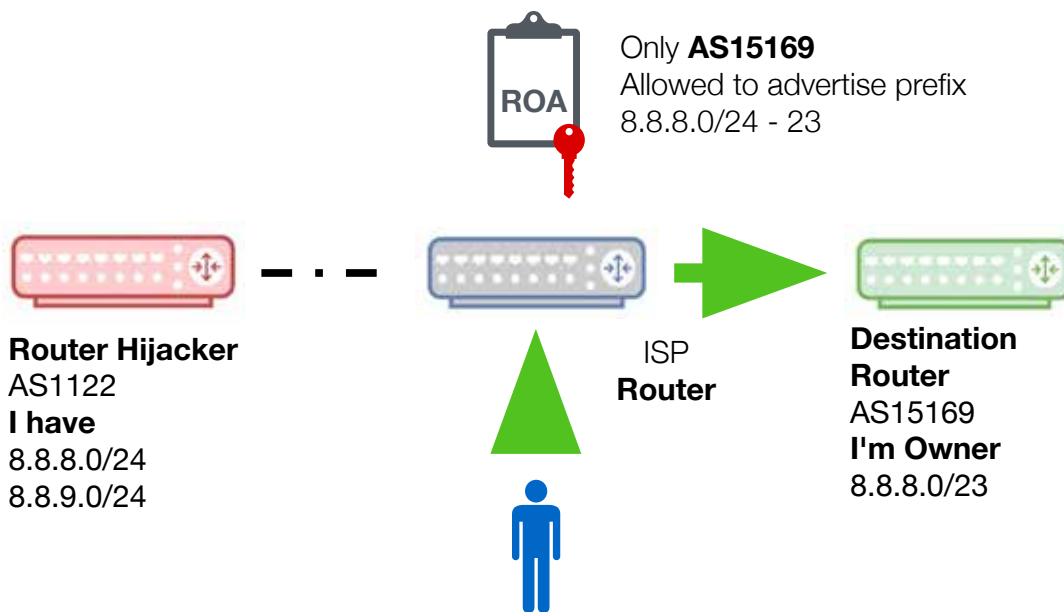 ROA
Only AS15169
Allowed to advertise prefix
8.8.8.0/24 - 23
Router Hijacker
AS1122
I have
8.8.8.0/24
8.8.9.0/24
ISP
Router
Destination
Router
AS15169
I'm Owner
8.8.8.0/23